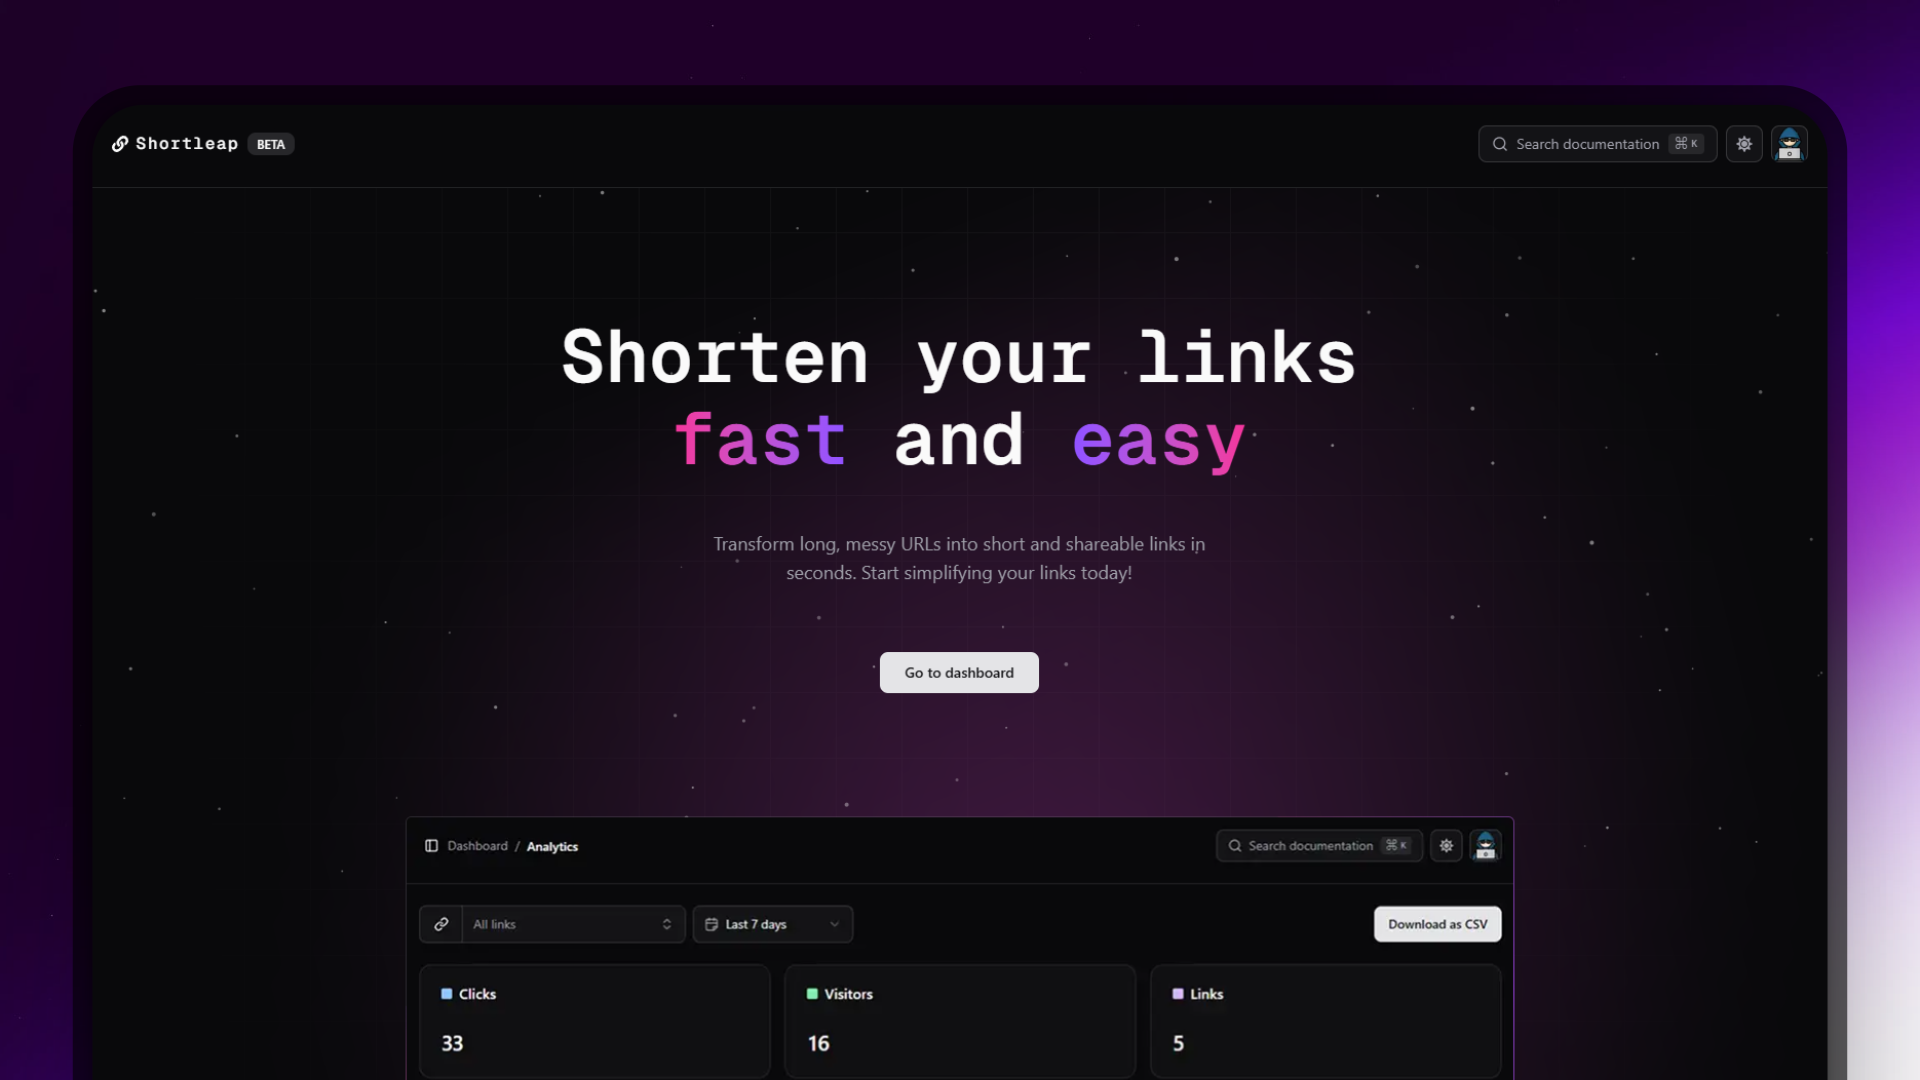 Shortleap BETA
Search documentation ⌘ K
Shorten your links
fast and easy
Transform long, messy URLs into short and shareable links in
seconds. Start simplifying your links today!
Go to dashboard
Dashboard / Analytics
Search documentation ⌘ K
All links
Last 7 days
Download as CSV
Clicks
33
Visitors
16
Links
5